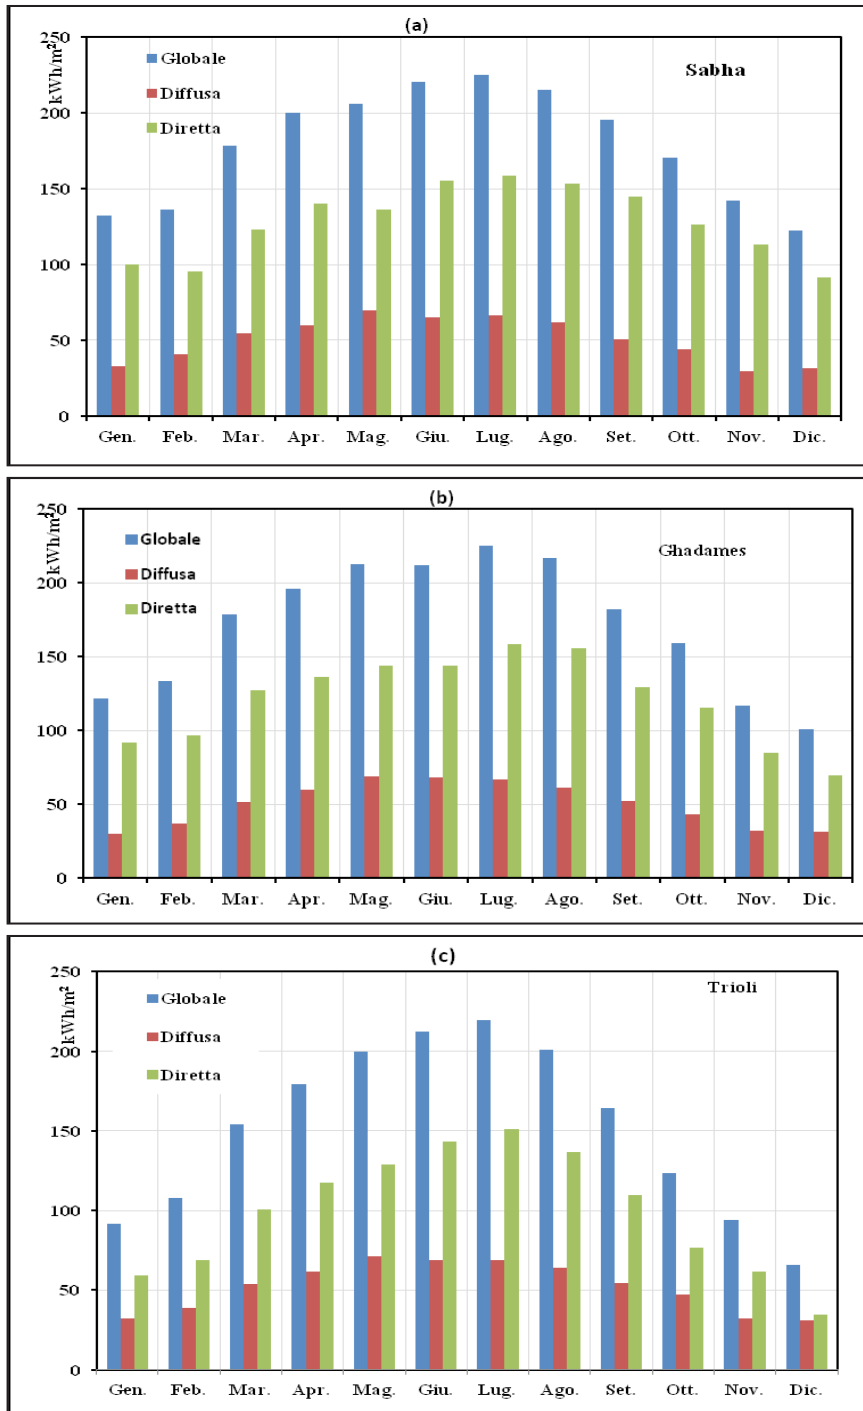 (a)
250
200
150
100
50
0
kWh/m²
Globale
Diffusa
Diretta
Sabha
Gen. Feb. Mar. Apr. Mag. Giu. Lug. Ago. Set. Ott. Nov. Dic.
(b)
250
200
150
100
50
0
kWh/m²
Globale
Diffusa
Diretta
Ghadames
Gen. Feb. Mar. Apr. Mag. Giu. Lug. Ago. Set. Ott. Nov. Dic.
(c)
250
200
150
100
50
0
kWh/m²
Globale
Diffusa
Diretta
Trioli
Gen. Feb. Mar. Apr. Mag. Giu. Lug. Ago. Set. Ott. Nov. Dic.